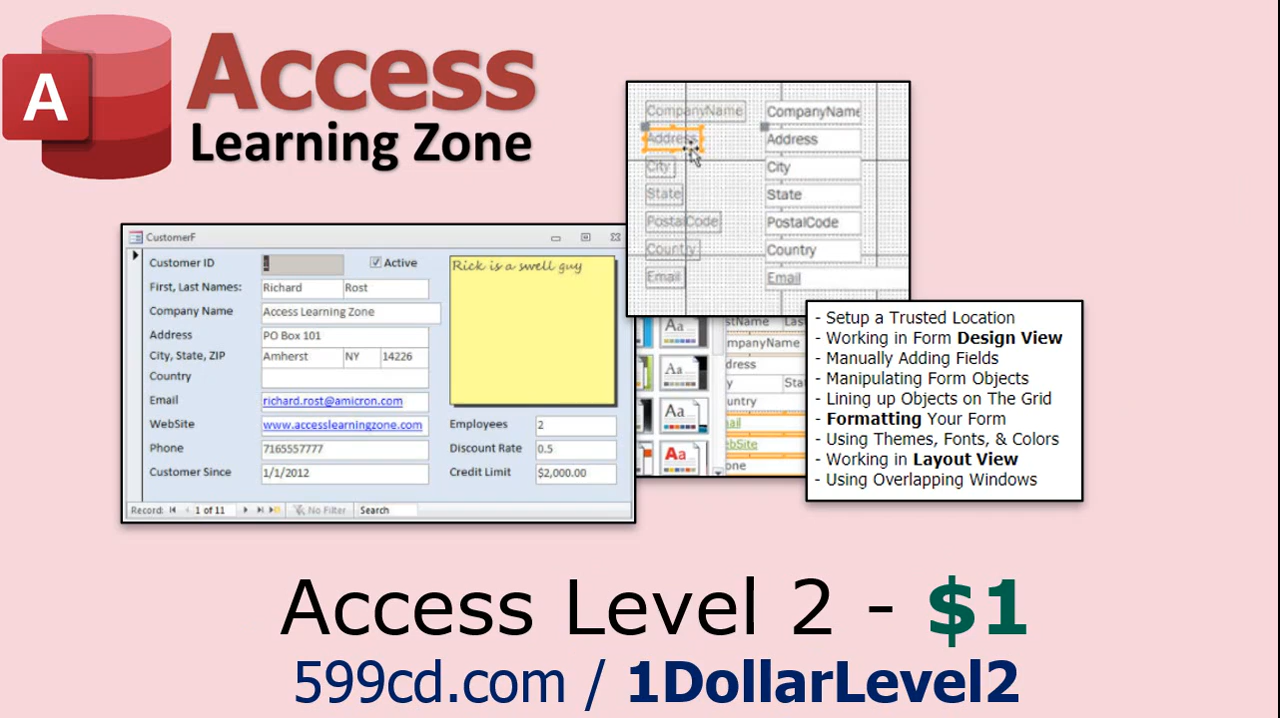 A
Access
Learning Zone
CompanyName CompanyName
Address Address
City City
State State
PostalCode PostalCode
Country Country
Email Email
CustomerF
Customer ID Active
First, Last Names: Richard Rost
Company Name Access Learning Zone
Address PO Box 101
City, State, ZIP Amherst NY 14226
Country
Email richard.rost@amicron.com
WebSite www.accesslearningzone.com
Phone 7165557777
Customer Since 1/1/2012
Rick is a swell guy
Employees 2
Discount Rate 0.5
Credit Limit $2,000.00
Record: 1 of 11 No Filter Search
Aa
Aa
Aa
Aa
- Setup a Trusted Location
- Working in Form Design View
- Manually Adding Fields
- Manipulating Form Objects
- Lining up Objects on The Grid
- Formatting Your Form
- Using Themes, Fonts, & Colors
- Working in Layout View
- Using Overlapping Windows
Access Level 2 - $1
599cd.com / 1DollarLevel2